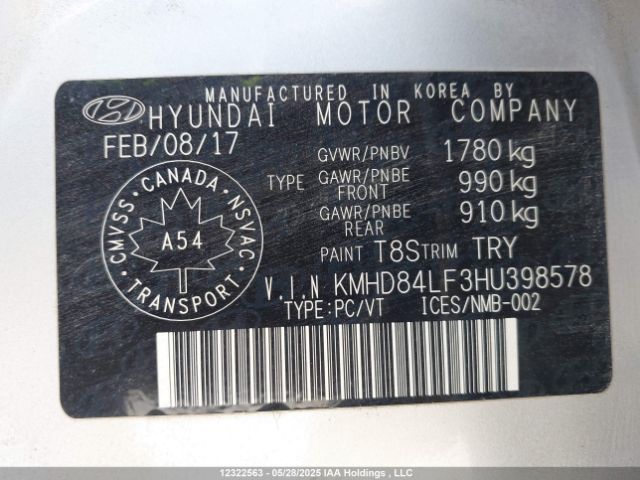 MANUFACTURED IN KOREA BY
HYUNDAI MOTOR COMPANY
FEB/08/17
GVWR/PNBV 1780 kg
TYPE GAWR/PNBE FRONT 990 kg
GAWR/PNBE REAR 910 kg
PAINT T8S TRIM TRY
CMVSS · CANADA · NSVAC · TRANSPORT ·
A54
V.I.N KMHD84LF3HU398578
TYPE:PC/VT ICES/NMB-002
12322563 - 05/28/2025 IAA Holdings , LLC